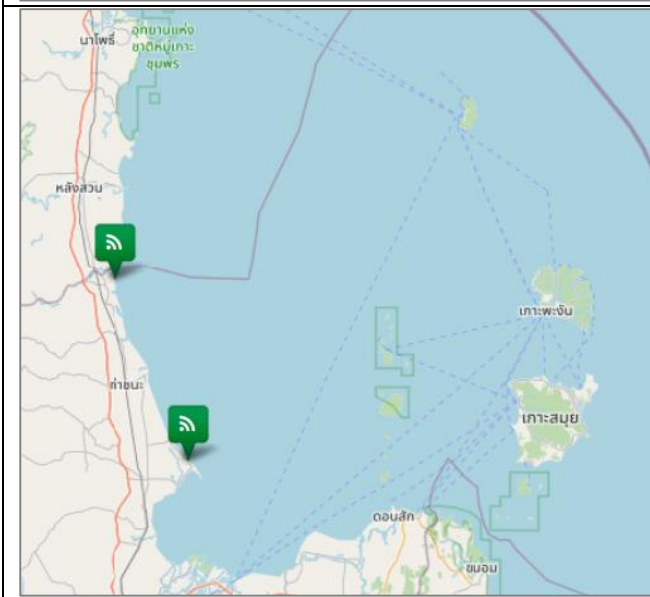 นาโพธิ์
อุทยานแห่ง
ชาติหมู่เกาะ
ชุมพร
หลังสวน
เกาะพะงัน
ท่าชนะ
เกาะสมุย
ดอนสัก
ขนอม